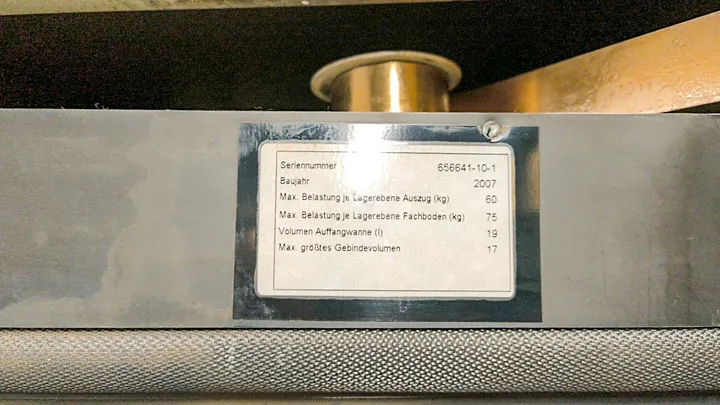 Seriennummer 656641-10-1
Baujahr 2007
Max. Belastung je Lagerebene Auszug (kg) 60
Max. Belastung je Lagerebene Fachboden (kg) 75
Volumen Auffangwanne (l) 19
Max. größtes Gebindevolumen 17